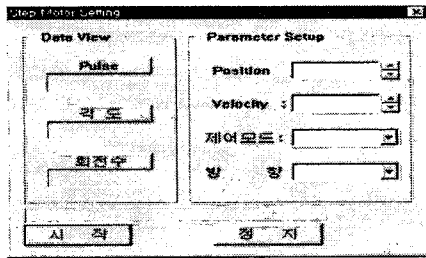 Step Motor Setting
Data View
Pulse
각 도
회전수
Parameter Setup
Position
Velocity :
제어모드 :
방 향
시 작
정 지